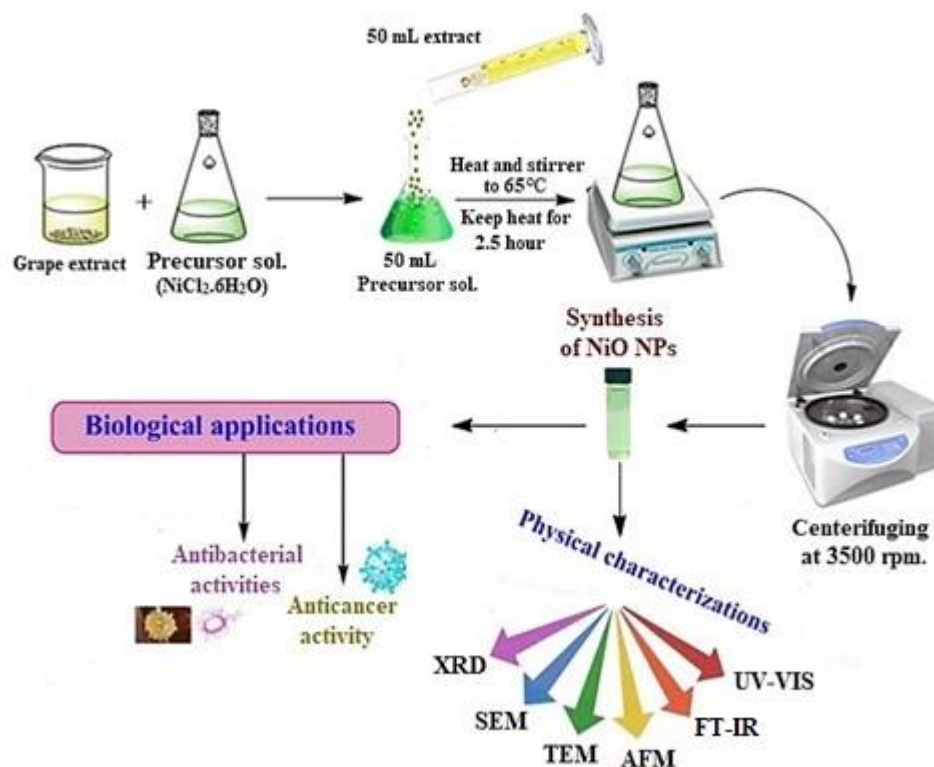 50 mL extract
Grape extract
+
Precursor sol.
(NiCl₂.6H₂O)
50 mL
Precursor sol.
Heat and stirrer
to 65°C
Keep heat for
2.5 hour
Centerifuging
at 3500 rpm.
Synthesis
of NiO NPs
Biological applications
Antibacterial
activities
Anticancer
activity
Physical characterizations
XRD
SEM
TEM
AFM
FT-IR
UV-VIS